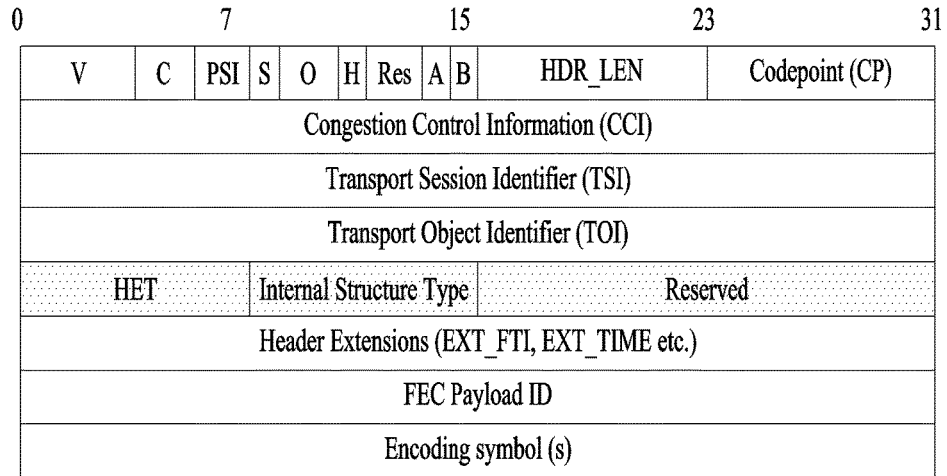 0 7 15 23 31
V C PSI S O H Res A B HDR_LEN Codepoint (CP)
Congestion Control Information (CCI)
Transport Session Identifier (TSI)
Transport Object Identifier (TOI)
HET Internal Structure Type Reserved
Header Extensions (EXT_FTI, EXT_TIME etc.)
FEC Payload ID
Encoding symbol (s)